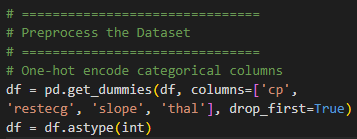 # ================================
# Preprocess the Dataset
# ================================
# One-hot encode categorical columns
df = pd.get_dummies(df, columns=['cp',
'restecg', 'slope', 'thal'], drop_first=True)
df = df.astype(int)